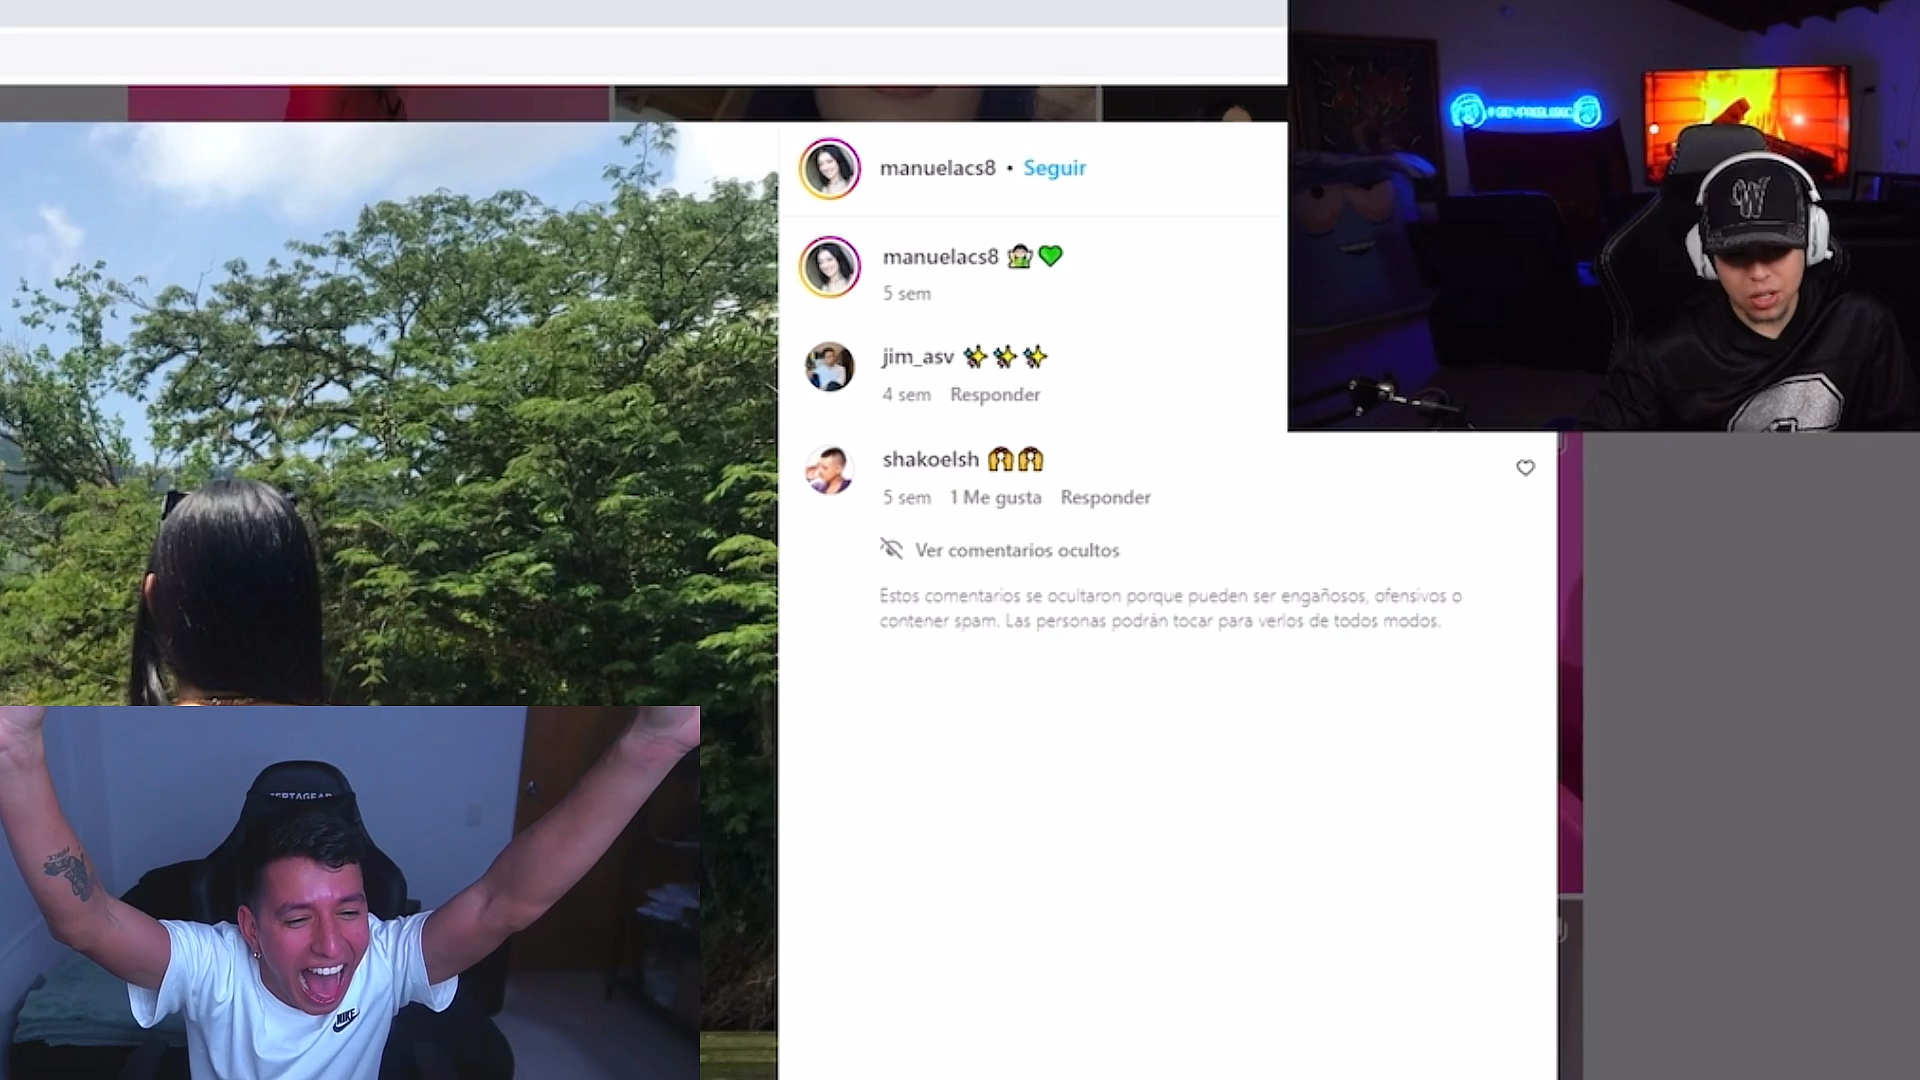 manuelacs8 • Seguir
manuelacs8 🤷🏻‍♀️💚
5 sem
jim_asv ✨✨✨
4 sem Responder
shakoelsh 🙌🙌
5 sem 1 Me gusta Responder
Ver comentarios ocultos
Estos comentarios se ocultaron porque pueden ser engañosos, ofensivos o
contener spam. Las personas podrán tocar para verlos de todos modos.
W
NIKE